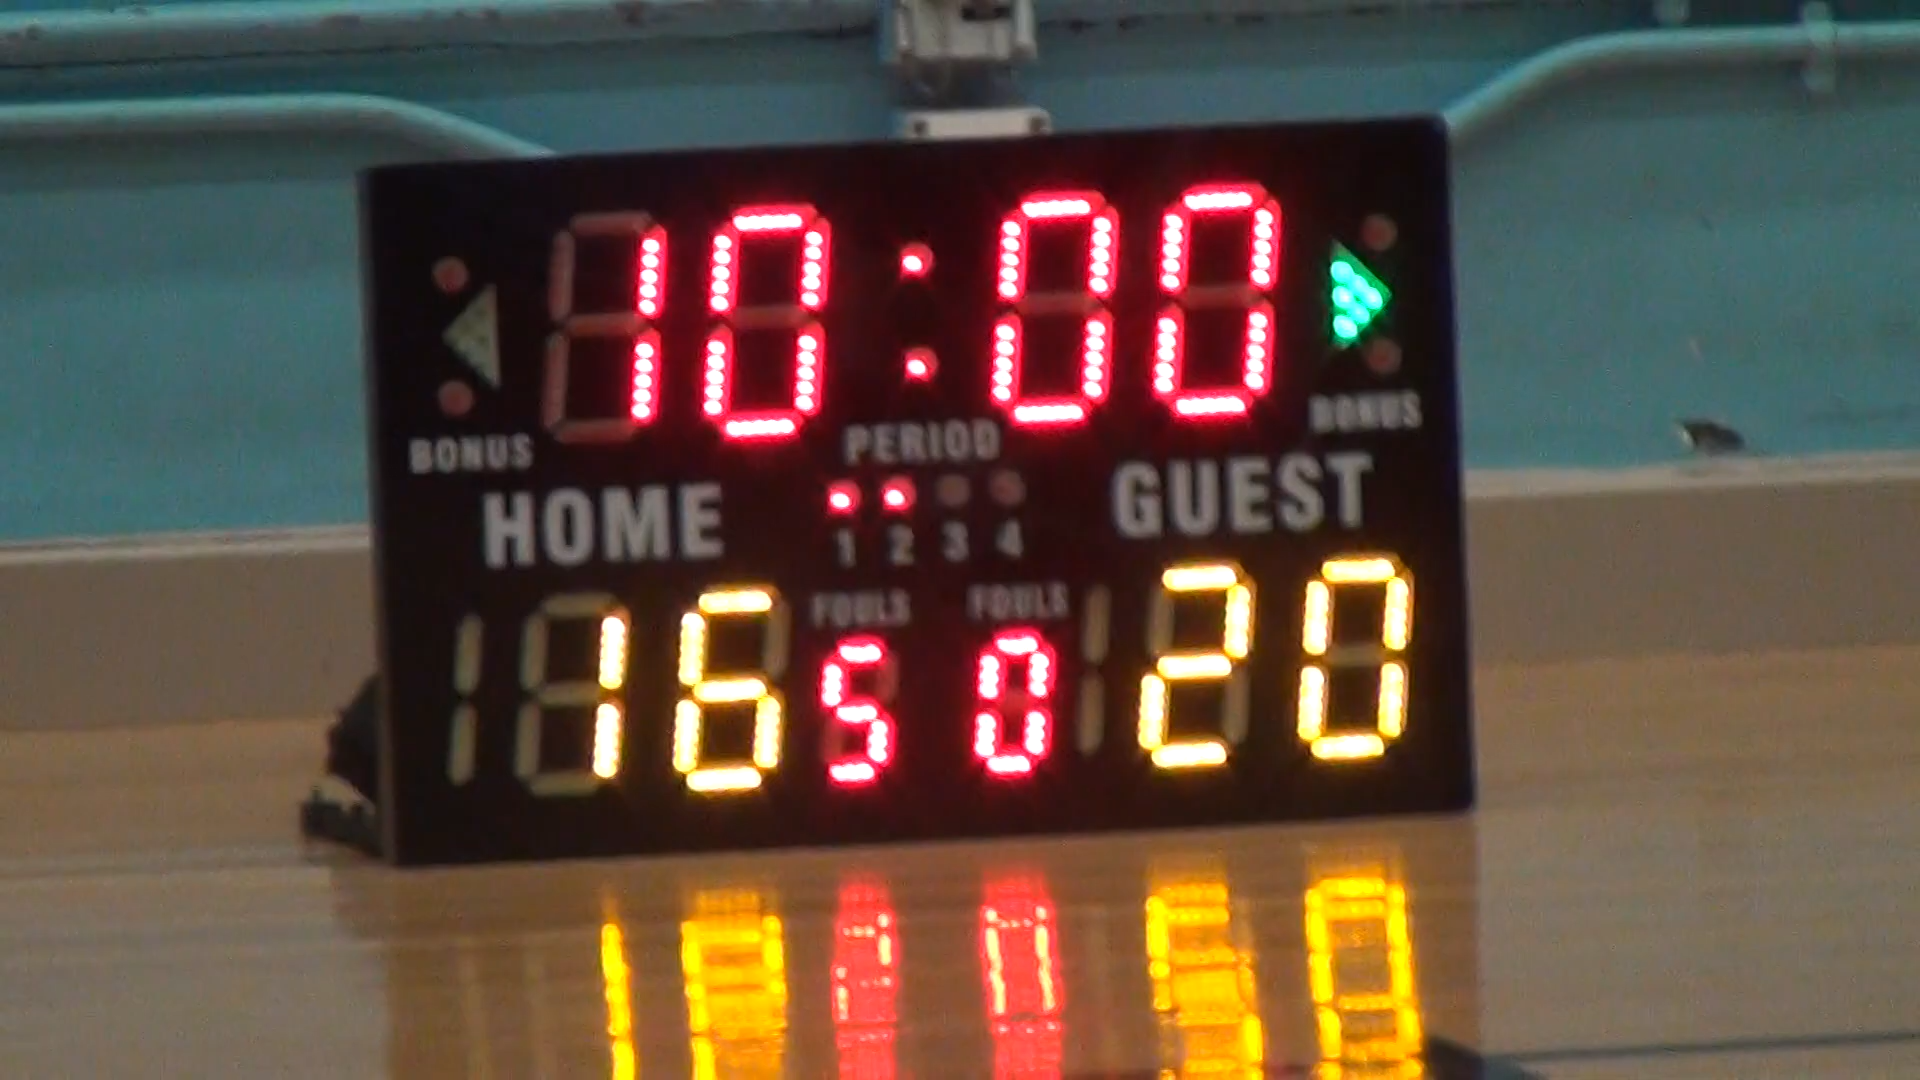 10:00
BONUS PERIOD BONUS
HOME GUEST
1 2 3 4
FOULS FOULS
16 5 0 20